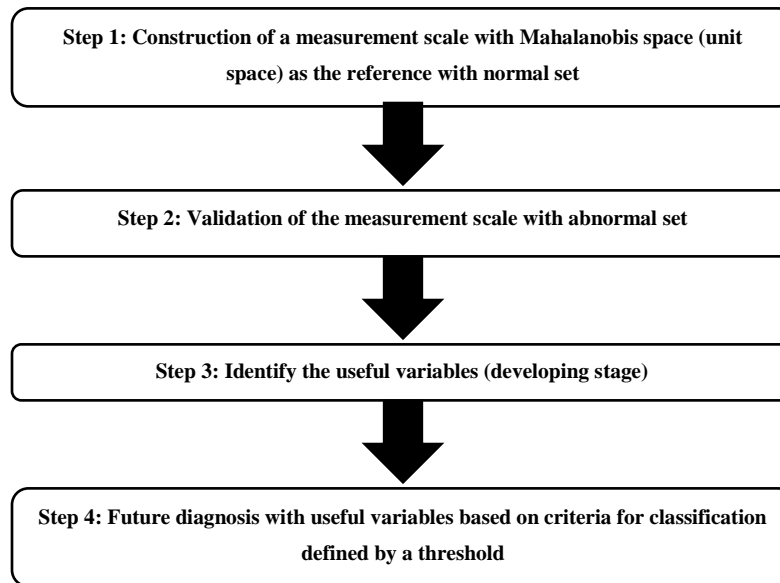 Step 1: Construction of a measurement scale with Mahalanobis space (unit
space) as the reference with normal set
Step 2: Validation of the measurement scale with abnormal set
Step 3: Identify the useful variables (developing stage)
Step 4: Future diagnosis with useful variables based on criteria for classification
defined by a threshold